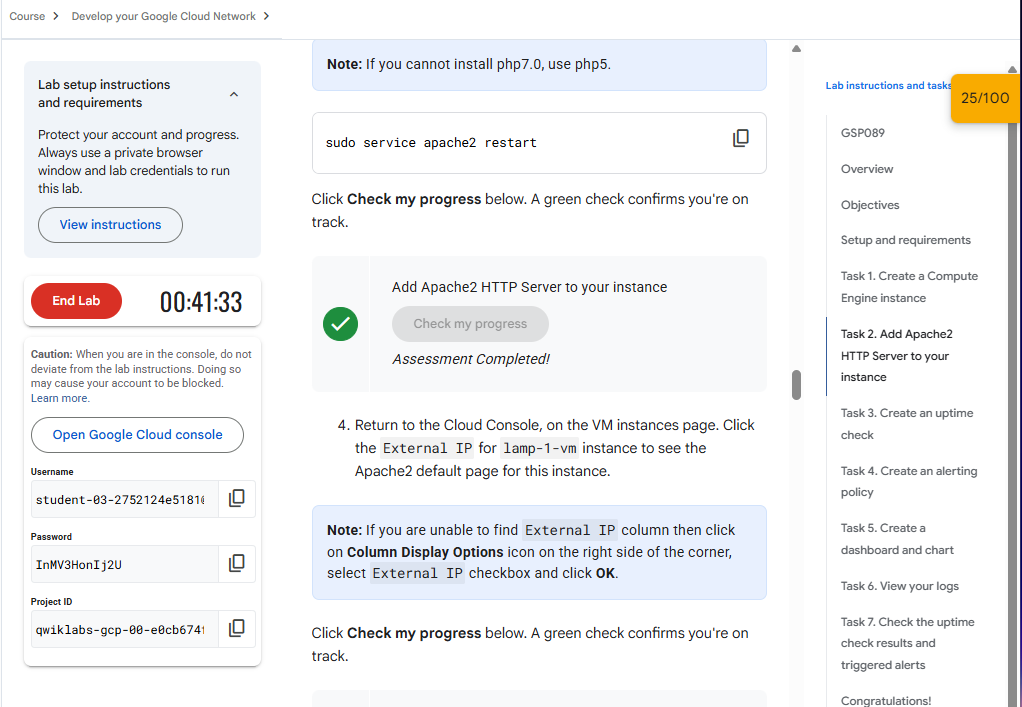 Course > Develop your Google Cloud Network >
Lab setup instructions
and requirements
Protect your account and progress.
Always use a private browser
window and lab credentials to run
this lab.
View instructions
End Lab
00:41:33
Caution: When you are in the console, do not
deviate from the lab instructions. Doing so
may cause your account to be blocked.
Learn more.
Open Google Cloud console
Username
student-03-2752124e5181@
Password
InMV3HonIj2U
Project ID
qwiklabs-gcp-00-e0cb674f
Note: If you cannot install php7.0, use php5.
sudo service apache2 restart
Click Check my progress below. A green check confirms you're on
track.
Add Apache2 HTTP Server to your instance
Check my progress
Assessment Completed!
4. Return to the Cloud Console, on the VM instances page. Click
the External IP for lamp-1-vm instance to see the
Apache2 default page for this instance.
Note: If you are unable to find External IP column then click
on Column Display Options icon on the right side of the corner,
select External IP checkbox and click OK.
Click Check my progress below. A green check confirms you're on
track.
Lab instructions and tasks
25/100
GSP089
Overview
Objectives
Setup and requirements
Task 1. Create a Compute
Engine instance
Task 2. Add Apache2
HTTP Server to your
instance
Task 3. Create an uptime
check
Task 4. Create an alerting
policy
Task 5. Create a
dashboard and chart
Task 6. View your logs
Task 7. Check the uptime
check results and
triggered alerts
Congratulations!